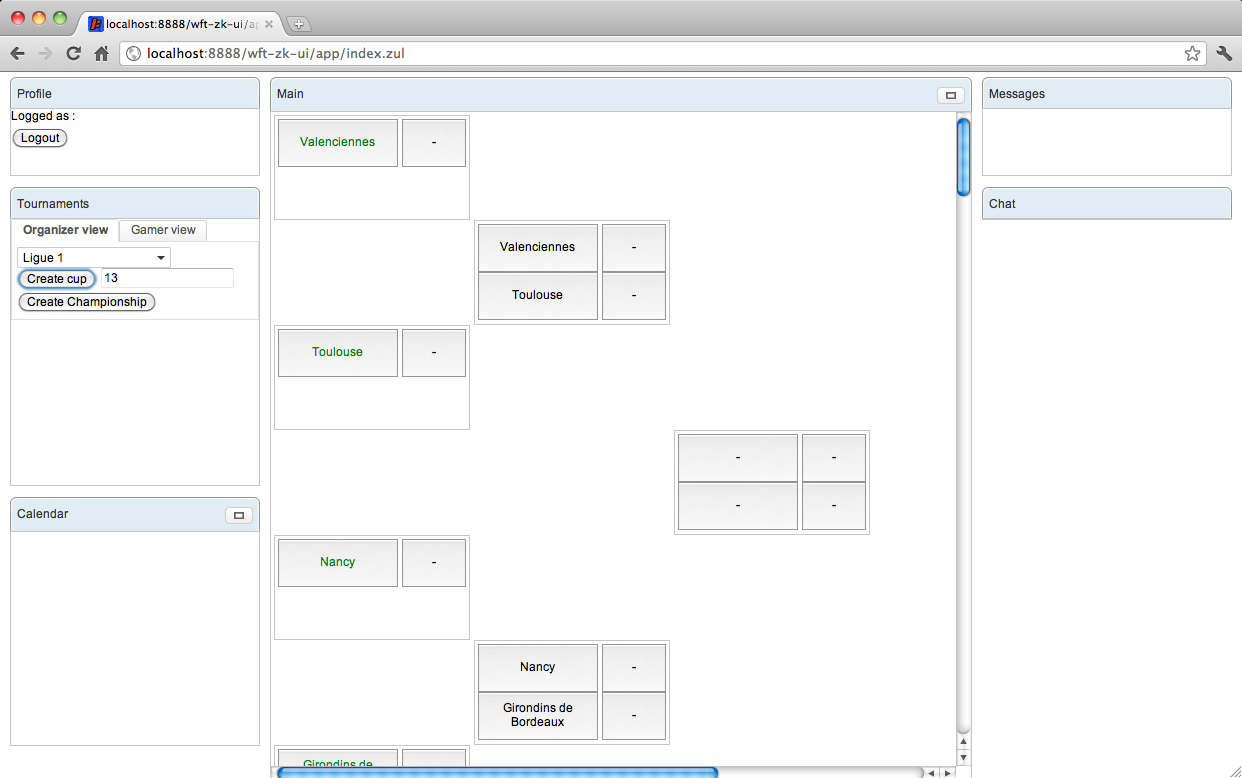 localhost:8888/wft-zk-ui/ap
localhost:8888/wft-zk-ui/app/index.zul
Profile
Logged as :
Logout
Tournaments
Organizer view
Gamer view
Ligue 1
Create cup
13
Create Championship
Calendar
Main
Valenciennes -
Valenciennes -
Toulouse -
Toulouse -
- -
- -
Nancy -
Nancy -
Girondins de
Bordeaux -
Girondins de
Messages
Chat